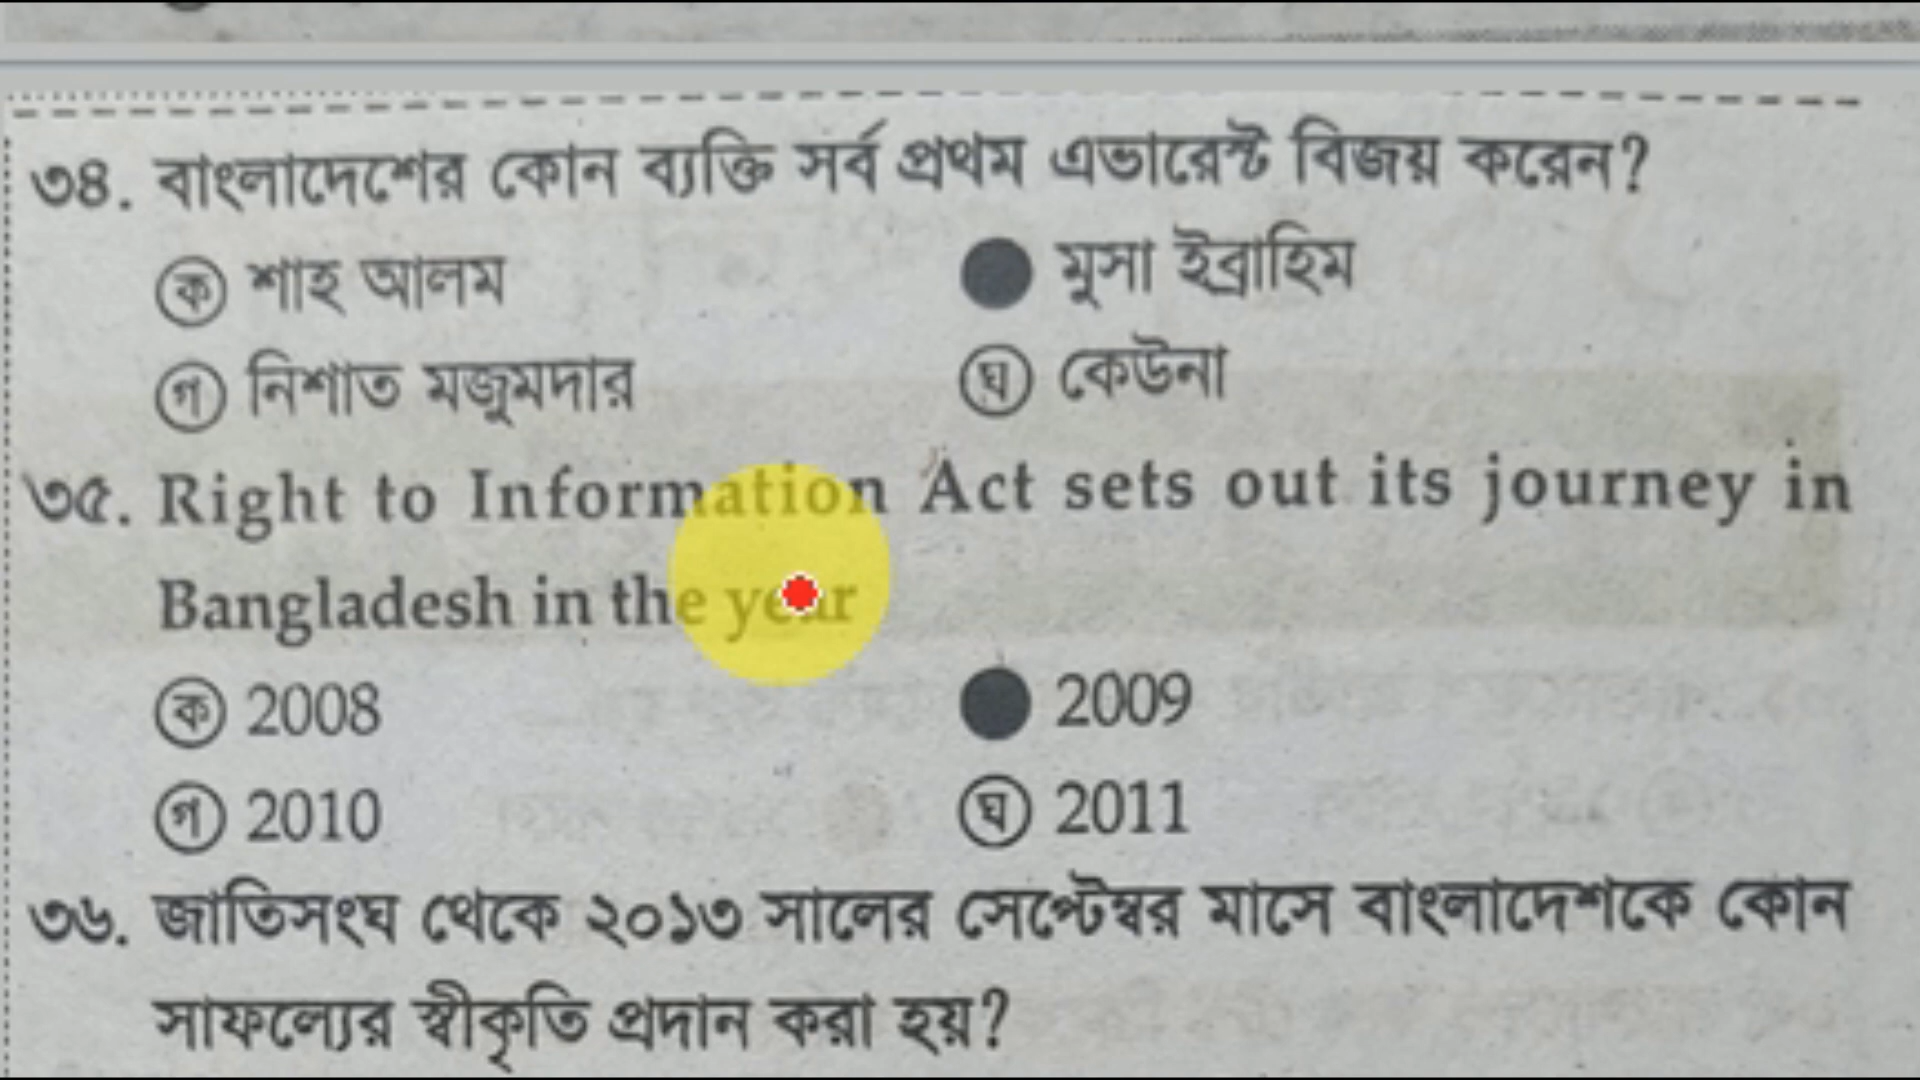 ৩৪. বাংলাদেশের কোন ব্যক্তি সর্ব প্রথম এভারেস্ট বিজয় করেন?
ক শাহ আলম মুসা ইব্রাহিম
গ নিশাত মজুমদার ঘ কেউনা
৩৫. Right to Information Act sets out its journey in
Bangladesh in the year
ক 2008 2009
গ 2010 ঘ 2011
৩৬. জাতিসংঘ থেকে ২০১৩ সালের সেপ্টেম্বর মাসে বাংলাদেশকে কোন
সাফল্যের স্বীকৃতি প্রদান করা হয়?